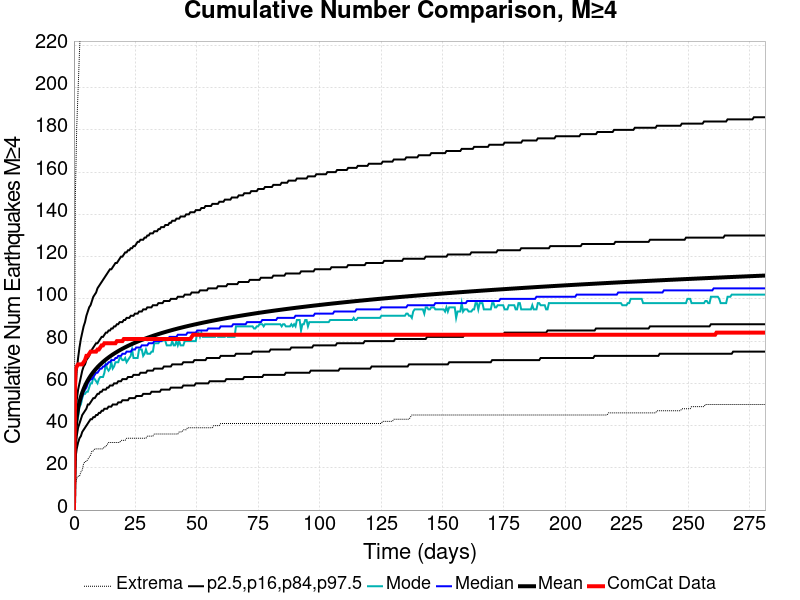 Cumulative Number Comparison, M≥4
Cumulative Num Earthquakes M≥4
220
200
180
160
140
120
100
80
60
40
20
0
0 25 50 75 100 125 150 175 200 225 250 275
Time (days)
Extrema p2.5,p16,p84,p97.5 Mode Median Mean ComCat Data